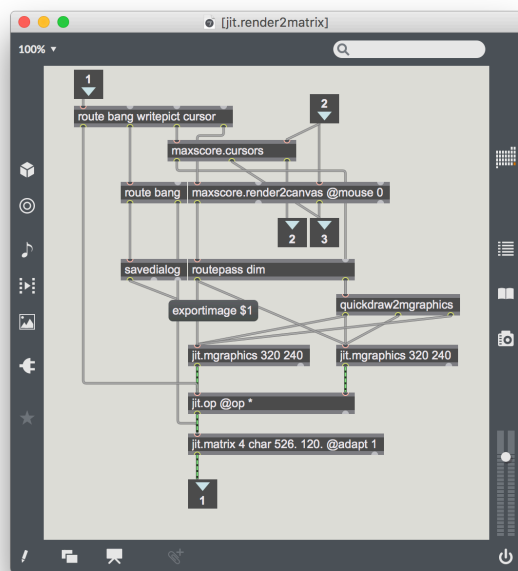 [jit.render2matrix]
100%
1
route bang writepict cursor
2
maxscore.cursors
route bang
maxscore.render2canvas @mouse 0
2
3
savedialog
routepass dim
exportimage $1
quickdraw2mgraphics
jit.mgraphics 320 240
jit.mgraphics 320 240
jit.op @op *
jit.matrix 4 char 526. 120. @adapt 1
1